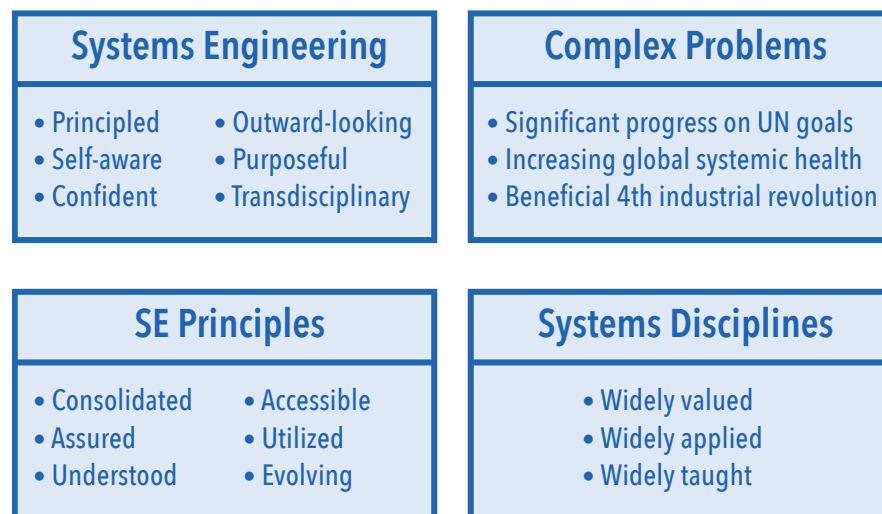 Systems Engineering
• Principled
• Self-aware
• Confident
• Outward-looking
• Purposeful
• Transdisciplinary
Complex Problems
• Significant progress on UN goals
• Increasing global systemic health
• Beneficial 4th industrial revolution
SE Principles
• Consolidated
• Assured
• Understood
• Accessible
• Utilized
• Evolving
Systems Disciplines
• Widely valued
• Widely applied
• Widely taught